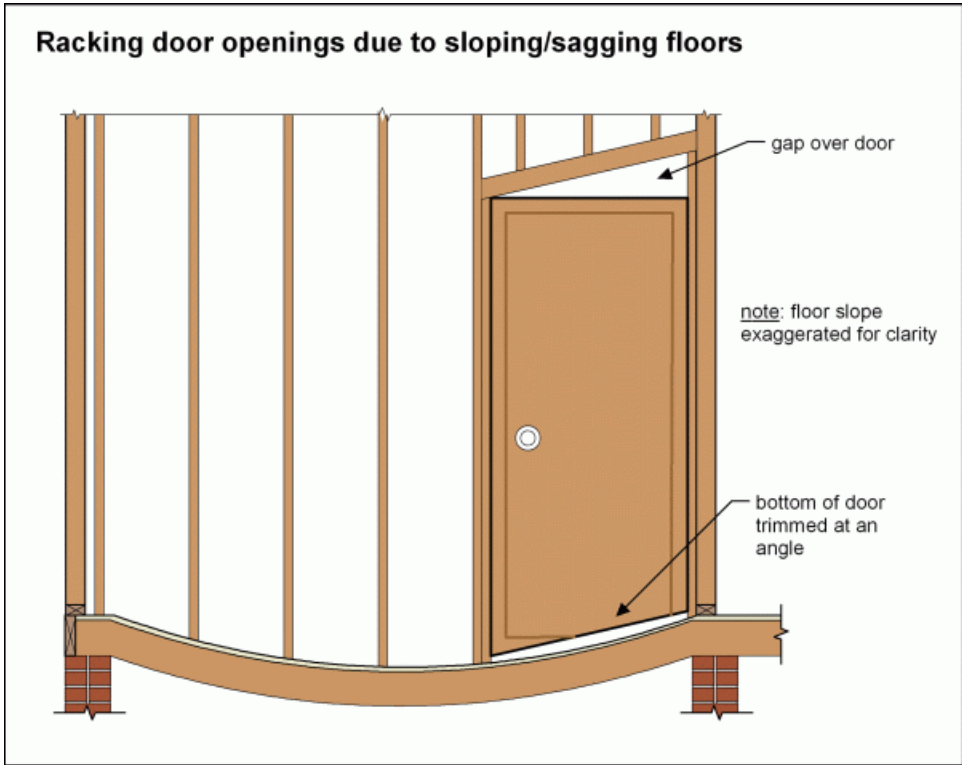 Racking door openings due to sloping/sagging floors
gap over door
note: floor slope
exaggerated for clarity
bottom of door
trimmed at an
angle